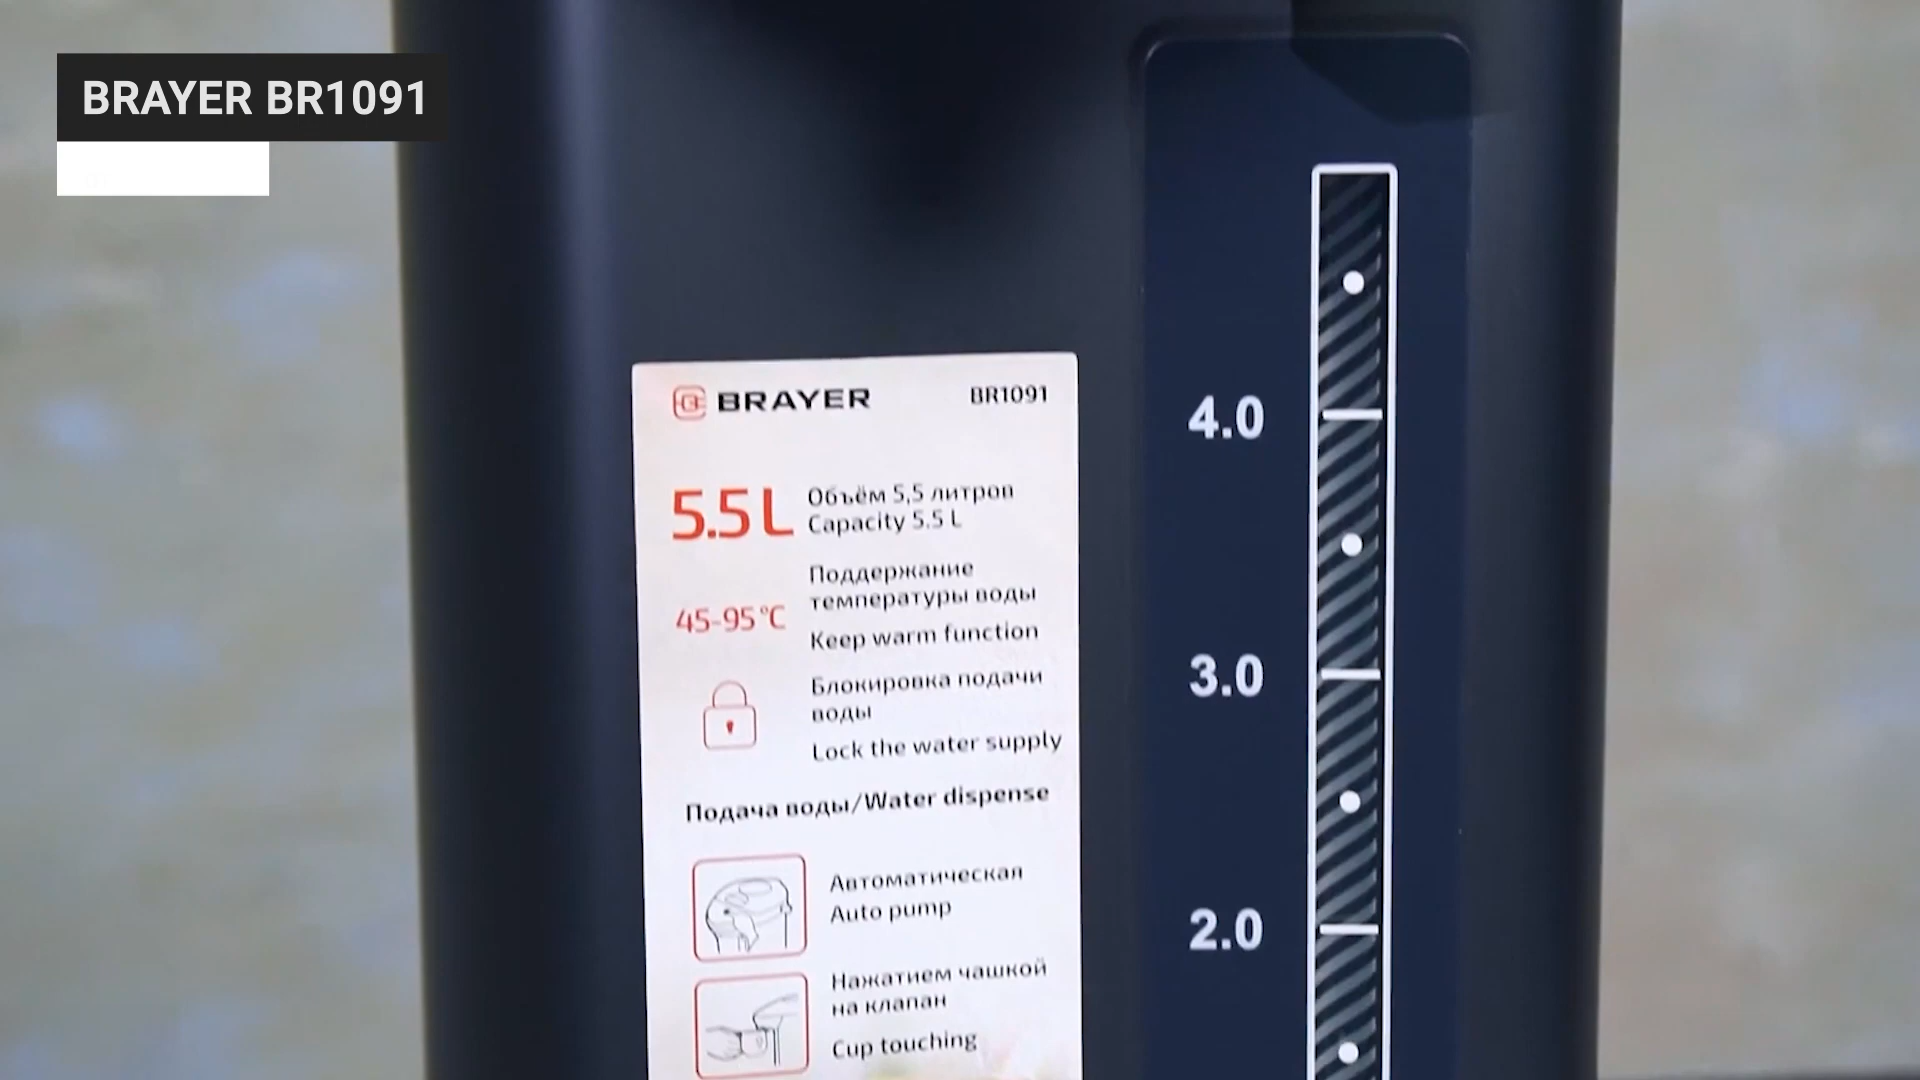 BRAYER BR1091
BRAYER BR1091
5.5 L
Объём 5,5 литров
Capacity 5.5 L
45-95 °C
Поддержание
температуры воды
Keep warm function
Блокировка подачи
воды
Lock the water supply
Подача воды/Water dispense
Автоматическая
Auto pump
Нажатием чашкой
на клапан
Cup touching
4.0
3.0
2.0